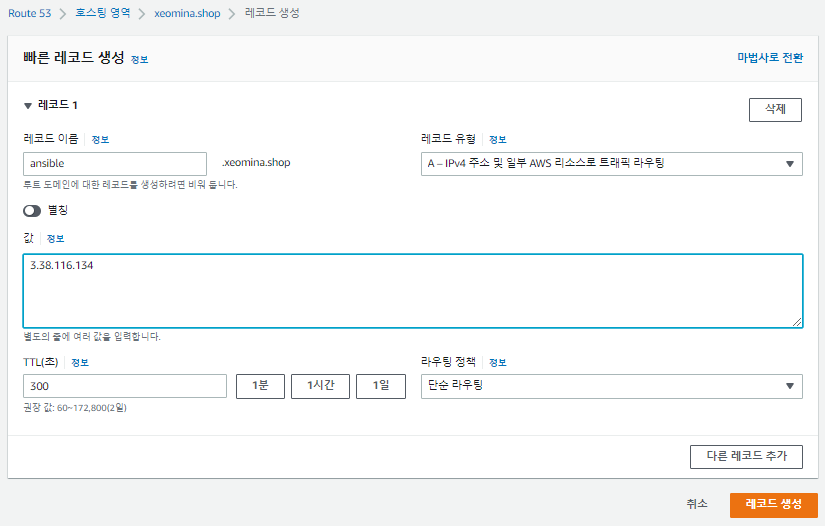 Route 53 > 호스팅 영역 > xeomina.shop > 레코드 생성
빠른 레코드 생성 정보
마법사로 전환
▼ 레코드 1
삭제
레코드 이름 정보
레코드 유형 정보
ansible
.xeomina.shop
A – IPv4 주소 및 일부 AWS 리소스로 트래픽 라우팅
루트 도메인에 대한 레코드를 생성하려면 비워 둡니다.
별칭
값 정보
3.38.116.134
별도의 줄에 여러 값을 입력합니다.
TTL(초) 정보
라우팅 정책 정보
300
1분
1시간
1일
단순 라우팅
권장 값: 60~172,800(2일)
다른 레코드 추가
취소
레코드 생성